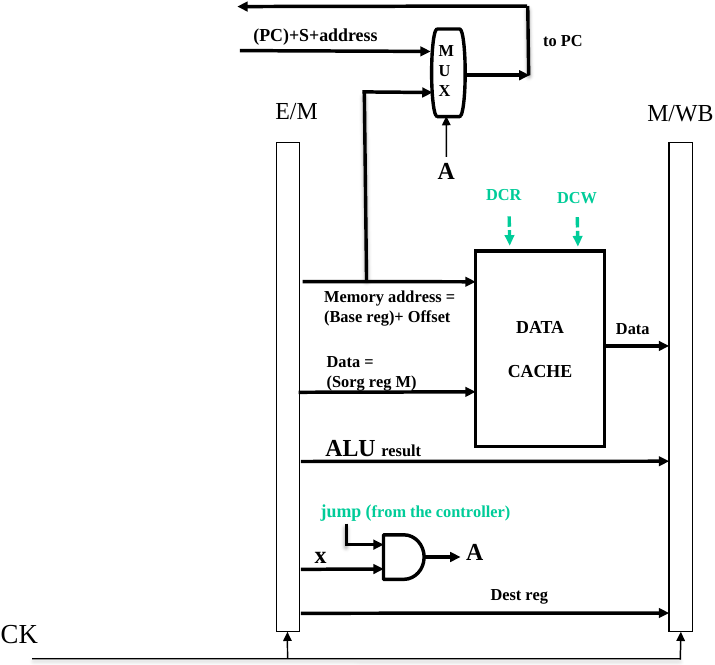 (PC)+S+address
to PC
M
U
X
E/M
M/WB
A
DCR
DCW
Memory address =
(Base reg)+ Offset
DATA
CACHE
Data
Data =
(Sorg reg M)
ALU result
jump (from the controller)
x
A
Dest reg
CK